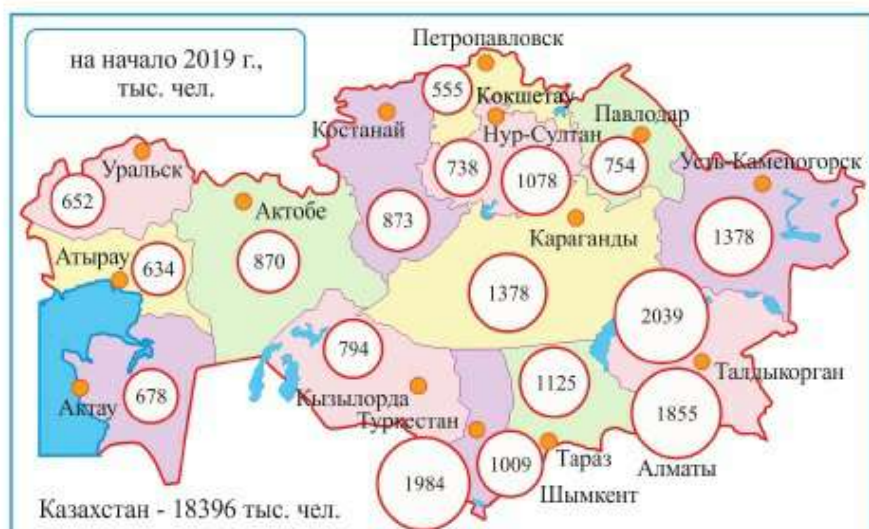 на начало 2019 г.,
тыс. чел.
Петропавловск
555
Кокшетау
Костанай
Павлодар
Нур-Султан
Уральск
738
1078
754
Усть-Каменогорск
652
Актобе
873
Караганды
1378
Атырау
634
870
1378
2039
794
1125
Талдыкорган
Актау
678
Кызылорда
Туркестан
1855
1984
1009
Тараз
Алматы
Шымкент
Казахстан - 18396 тыс. чел.